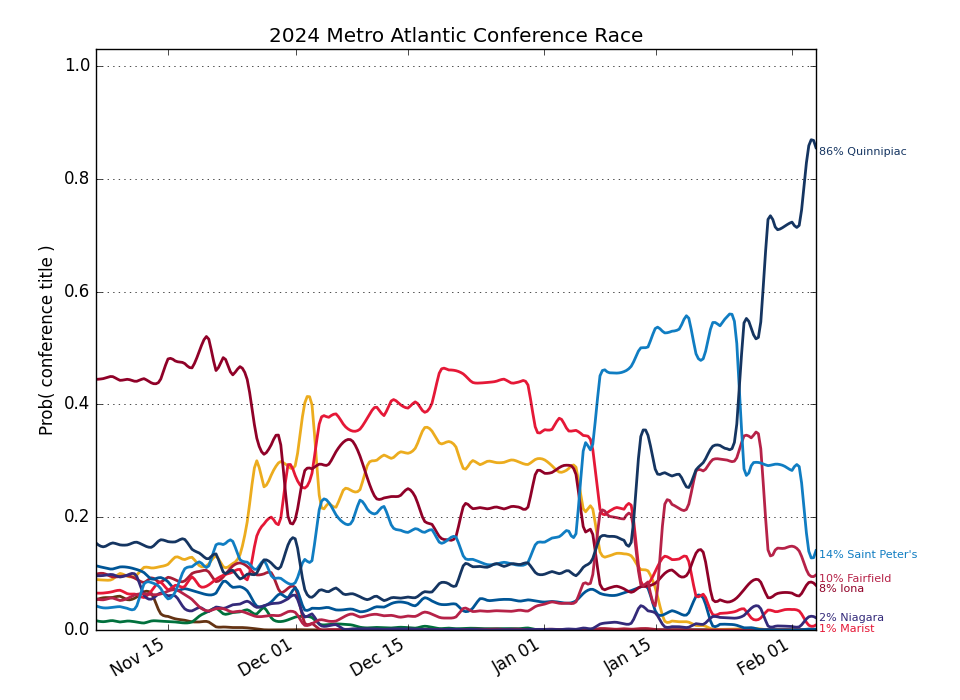 2024 Metro Atlantic Conference Race
Prob( conference title )
1.0
0.8
0.6
0.4
0.2
0.0
86% Quinnipiac
14% Saint Peter's
10% Fairfield
8% Iona
2% Niagara
1% Marist
Nov 15
Dec 01
Dec 15
Jan 01
Jan 15
Feb 01